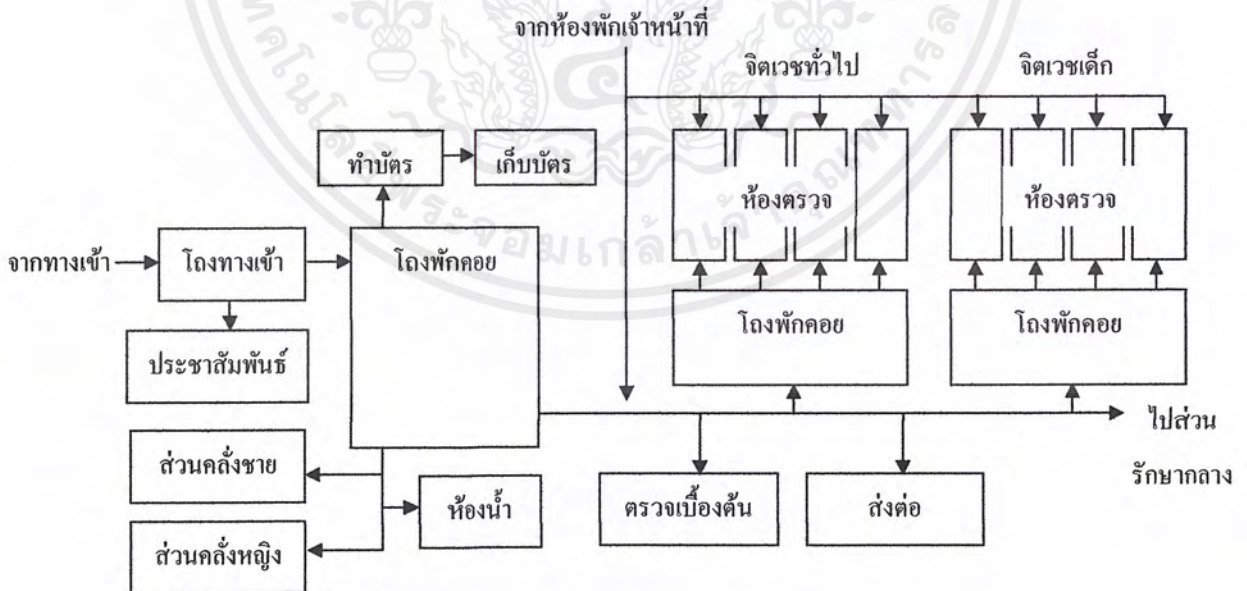 จากห้องพักเจ้าหน้าที่
จิตเวชทั่วไป
จิตเวชเด็ก
ทำบัตร
เก็บบัตร
ห้องตรวจ
ห้องตรวจ
จากทางเข้า
โถงทางเข้า
โถงพักคอย
โถงพักคอย
โถงพักคอย
ประชาสัมพันธ์
ไปส่วน
รักษากลาง
ส่วนคลั่งชาย
ห้องน้ำ
ตรวจเบื้องต้น
ส่งต่อ
ส่วนคลั่งหญิง